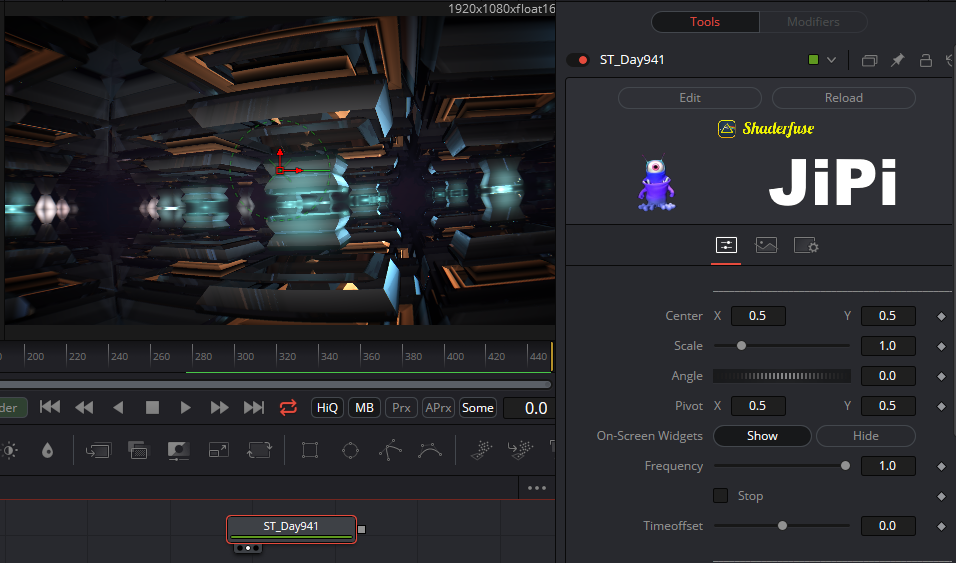 1920x1080xfloat16
Tools
Modifiers
ST_Day941
Edit
Reload
Shaderfuse
JiPi
Center X 0.5 Y 0.5
Scale 1.0
Angle 0.0
Pivot X 0.5 Y 0.5
On-Screen Widgets Show Hide
Frequency 1.0
Stop
Timeoffset 0.0
200 220 240 260 280 300 320 340 360 380 400 420 440
HiQ MB Prx APrx Some 0.0
ST_Day941